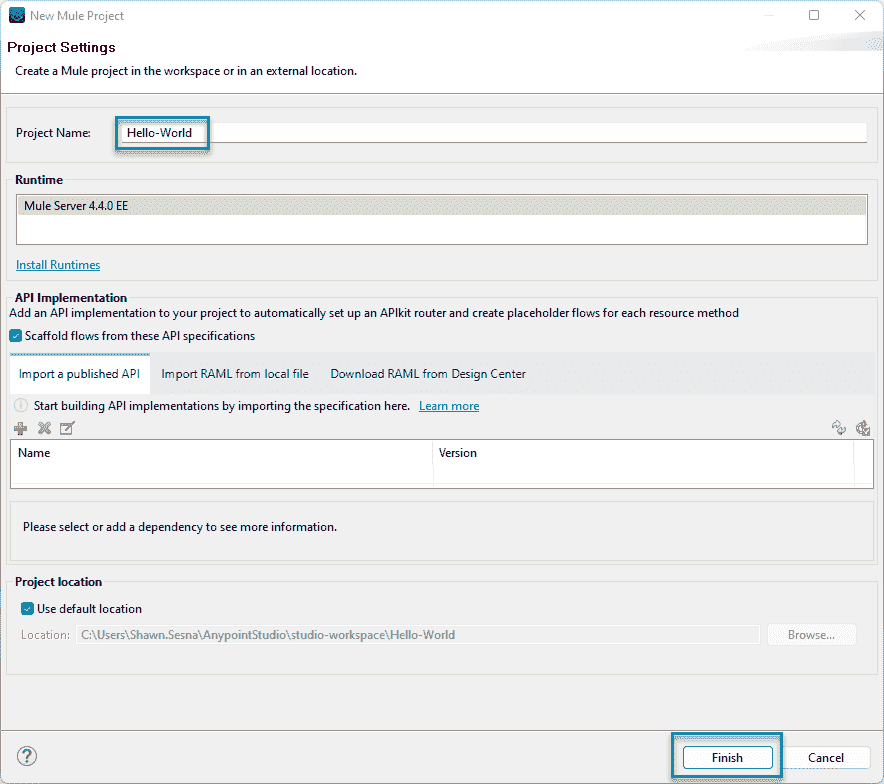 New Mule Project
Project Settings
Create a Mule project in the workspace or in an external location.
Project Name: Hello-World
Runtime
Mule Server 4.4.0 EE
Install Runtimes
API Implementation
Add an API implementation to your project to automatically set up an APIkit router and create placeholder flows for each resource method
Scaffold flows from these API specifications
Import a published API Import RAML from local file Download RAML from Design Center
Start building API implementations by importing the specification here. Learn more
Name Version
Please select or add a dependency to see more information.
Project location
Use default location
Location: C:\Users\Shawn.Sesna\AnypointStudio\studio-workspace\Hello-World Browse...
? Finish Cancel